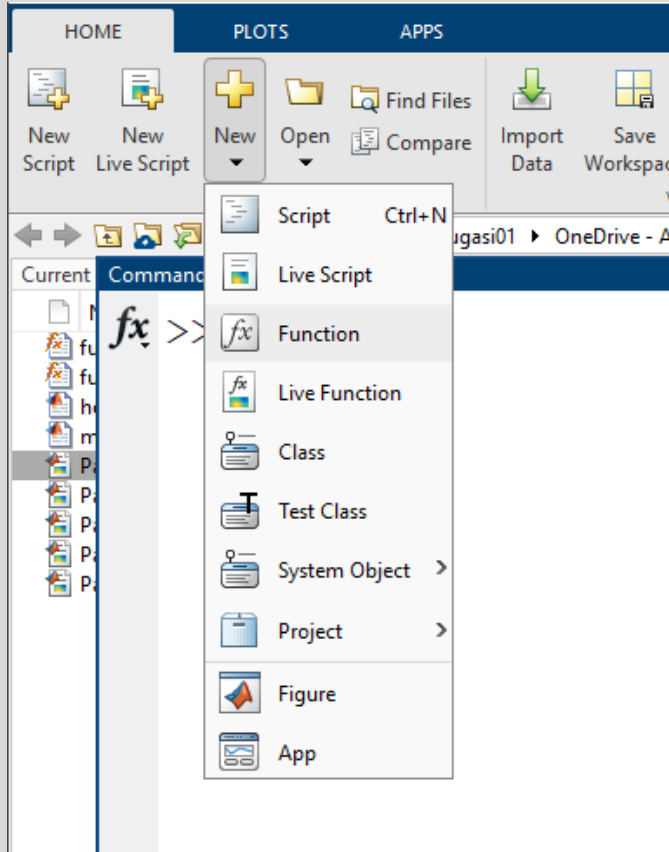 HOME PLOTS APPS
New Script
New Live Script
New
Open
Find Files
Compare
Import Data
Save
Script Ctrl+N
Live Script
Function
Live Function
Class
Test Class
System Object
Project
Figure
App
ugasi01 OneDrive - A
Current
Command
fx >>
fu
fu
he
m
Pa
Pa
Pa
Pa
Pa